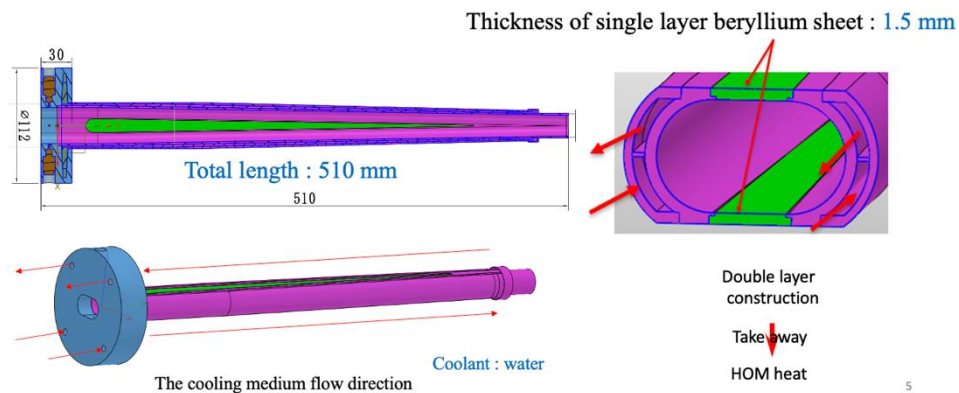 Thickness of single layer beryllium sheet : 1.5 mm
30
⌀112
Total length : 510 mm
510
Double layer
construction
Take away
HOM heat
Coolant : water
The cooling medium flow direction
5